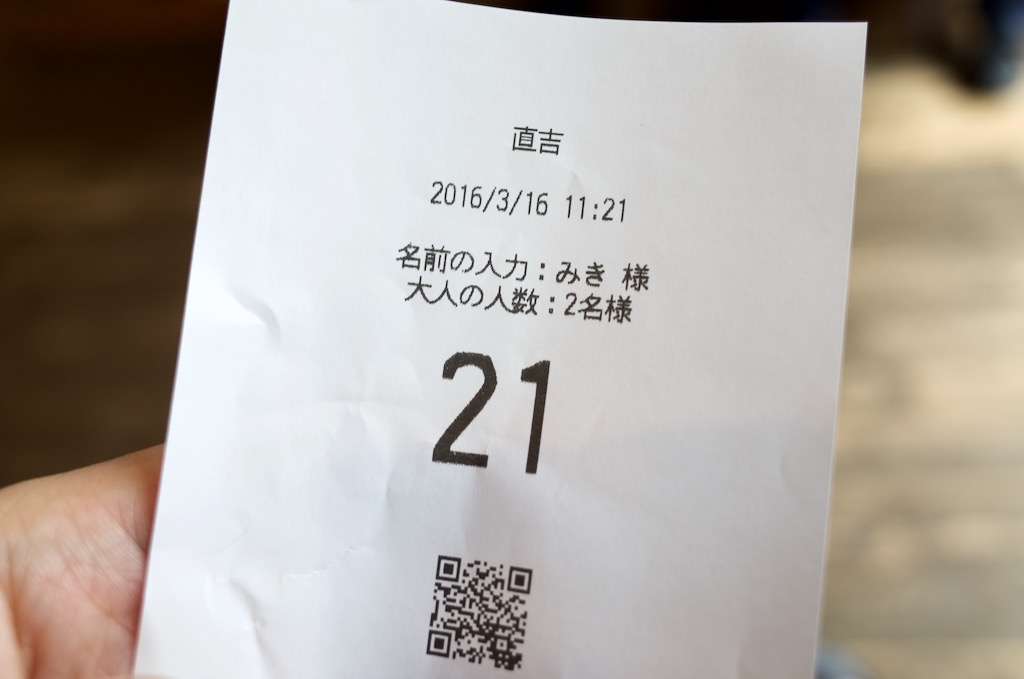 直吉
2016/3/16 11:21
名前の入力：みき 様
大人の人数：2名様
21